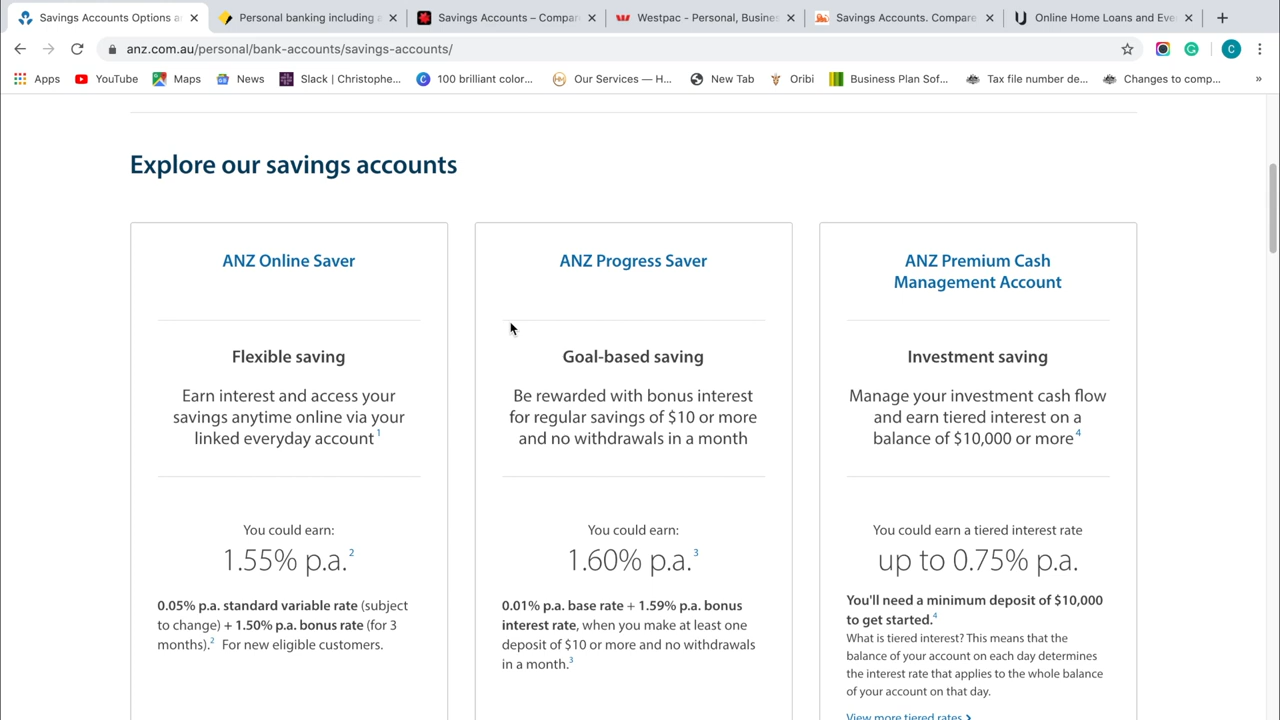 Savings Accounts Options a
Personal banking including a
Savings Accounts – Compar
Westpac - Personal, Busines
Savings Accounts. Compare
Online Home Loans and Eve
anz.com.au/personal/bank-accounts/savings-accounts/
C
Apps
YouTube
Maps
News
Slack | Christophe...
100 brilliant color...
Our Services — H...
New Tab
Oribi
Business Plan Sof...
Tax file number de...
Changes to comp...
»
Explore our savings accounts
ANZ Online Saver
Flexible saving
Earn interest and access your
savings anytime online via your
linked everyday account 1
You could earn:
1.55% p.a. 2
0.05% p.a. standard variable rate (subject
to change) + 1.50% p.a. bonus rate (for 3
months).2 For new eligible customers.
ANZ Progress Saver
Goal-based saving
Be rewarded with bonus interest
for regular savings of $10 or more
and no withdrawals in a month
You could earn:
1.60% p.a. 3
0.01% p.a. base rate + 1.59% p.a. bonus
interest rate, when you make at least one
deposit of $10 or more and no withdrawals
in a month.3
ANZ Premium Cash
Management Account
Investment saving
Manage your investment cash flow
and earn tiered interest on a
balance of $10,000 or more 4
You could earn a tiered interest rate
up to 0.75% p.a.
You'll need a minimum deposit of $10,000
to get started.4
What is tiered interest? This means that the
balance of your account on each day determines
the interest rate that applies to the whole balance
of your account on that day.
View more tiered rates